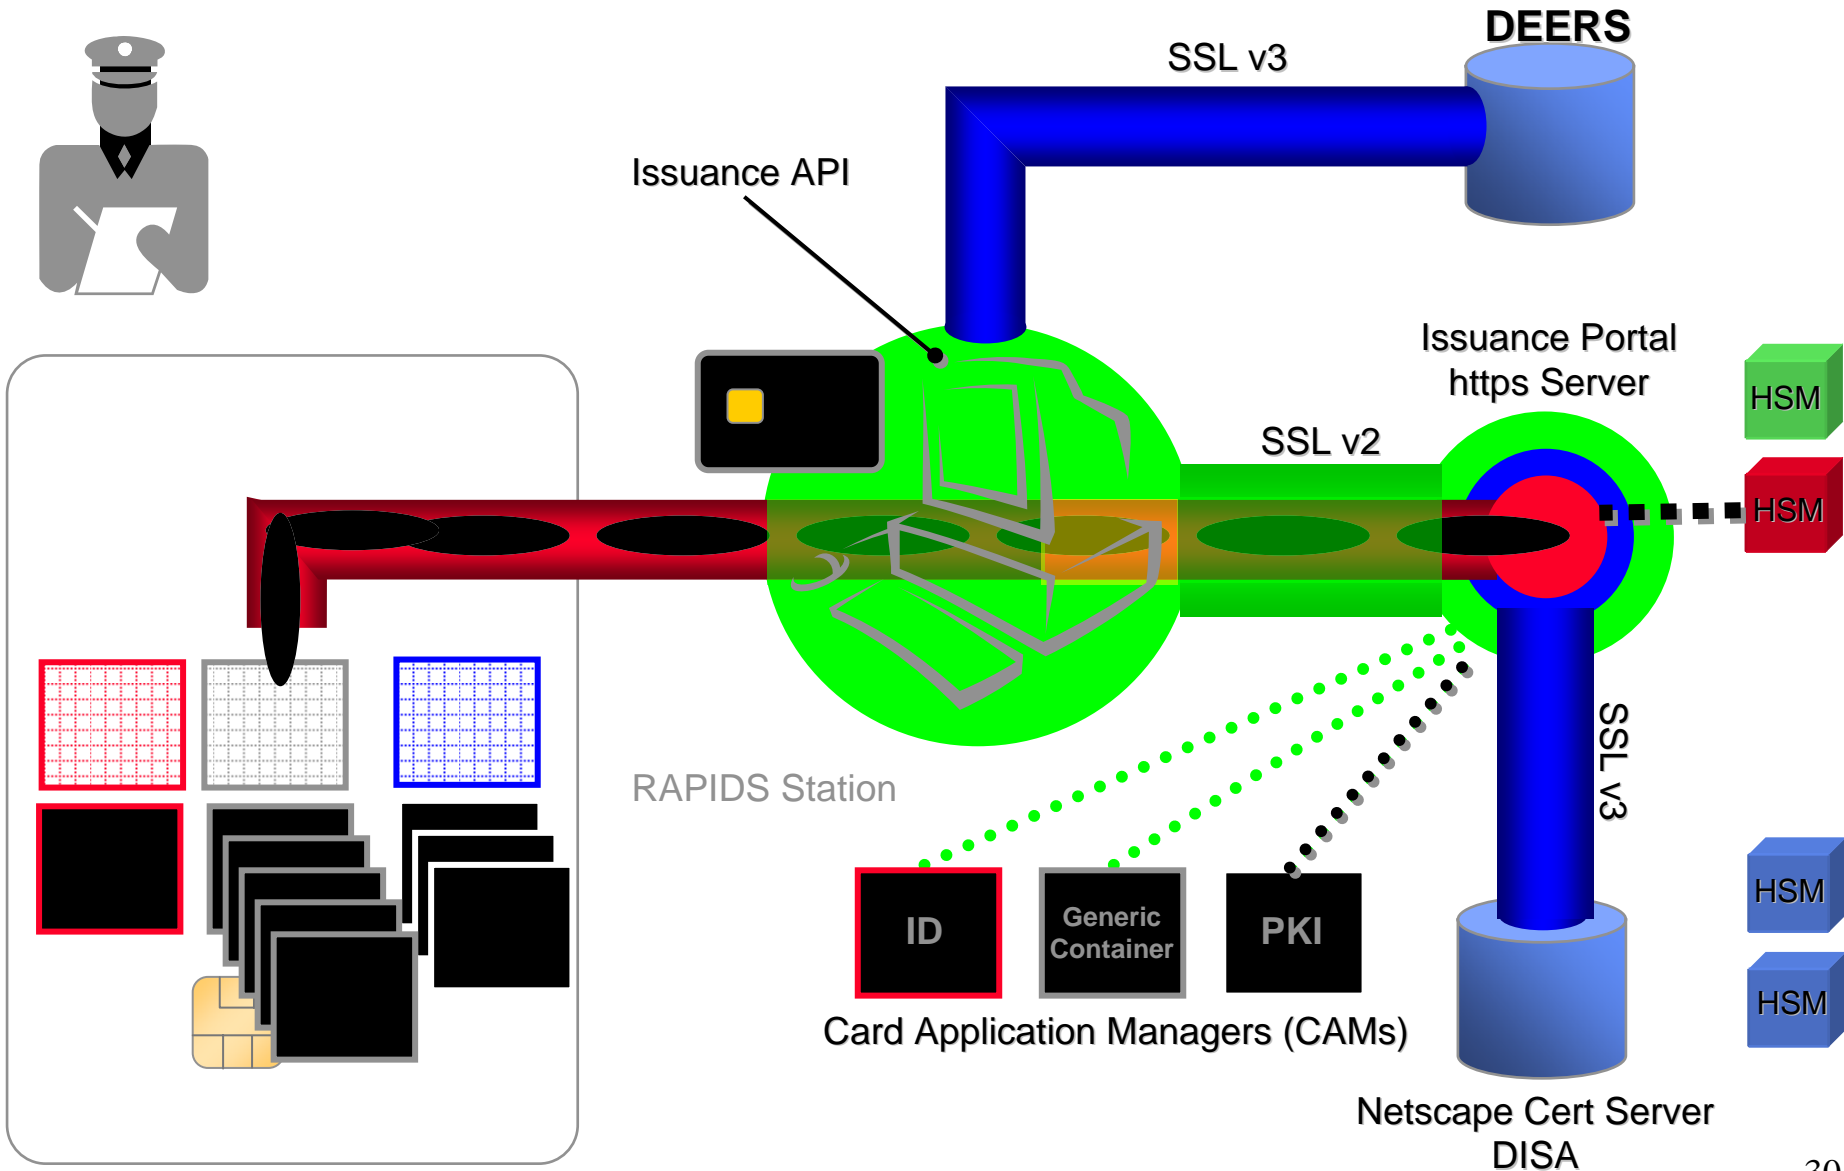 DEERS
SSL v3
Issuance API
Issuance Portal
https Server
HSM
SSL v2
HSM
SSL v3
RAPIDS Station
HSM
ID
Generic
Container
PKI
HSM
Card Application Managers (CAMs)
Netscape Cert Server
DISA